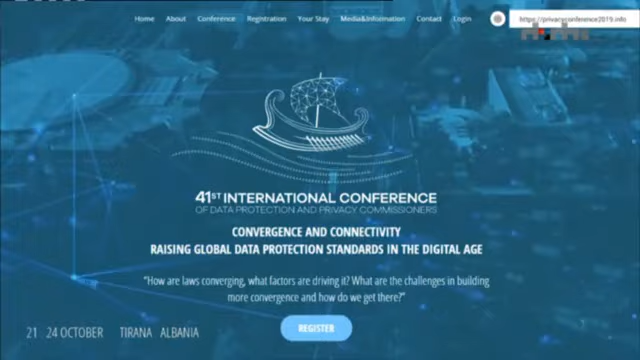 Home About Conference Registration Your Stay Media&Information Contact Login
https://privacyconference2019.info
41ST INTERNATIONAL CONFERENCE
OF DATA PROTECTION AND PRIVACY COMMISSIONERS
CONVERGENCE AND CONNECTIVITY
RAISING GLOBAL DATA PROTECTION STANDARDS IN THE DIGITAL AGE
"How are laws converging, what factors are driving it? What are the challenges in building
more convergence and how do we get there?"
REGISTER
21 . 24 OCTOBER TIRANA ALBANIA